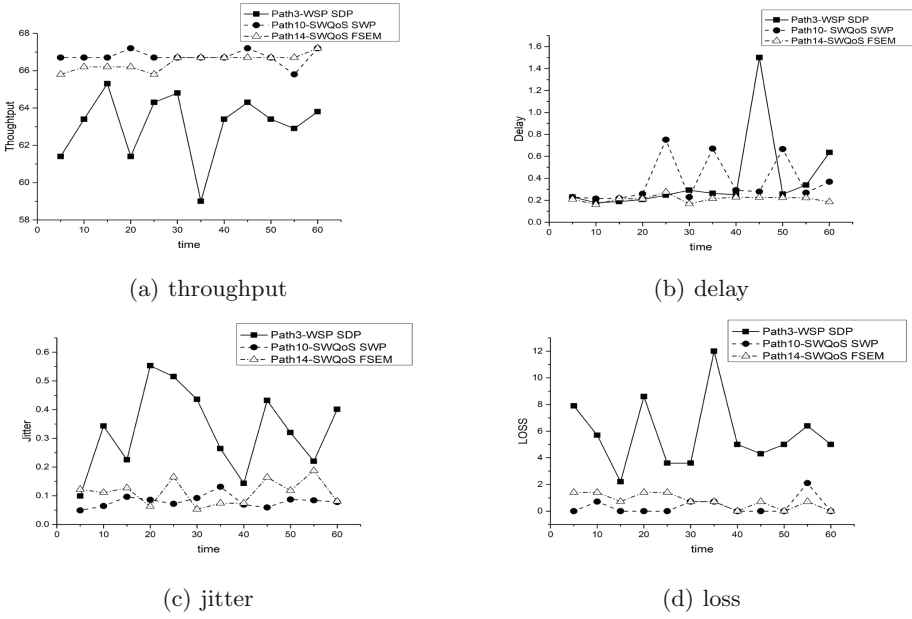 Path3-WSP SDP
Path10-SWQoS SWP
Path14-SWQoS FSEM
68
66
64
62
60
58
Thoughtput
0 10 20 30 40 50 60
time
(a) throughput
Path3-WSP SDP
Path10- SWQoS SWP
Path14-SWQoS FSEM
1.6
1.4
1.2
1.0
0.8
0.6
0.4
0.2
0.0
Delay
0 10 20 30 40 50 60
time
(b) delay
Path3-WSP SDP
Path10-SWQoS SWP
Path14-SWQoS FSEM
0.6
0.5
0.4
0.3
0.2
0.1
0.0
Jitter
0 10 20 30 40 50 60
time
(c) jitter
Path3-WSP SDP
Path10-SWQoS SWP
Path14-SWQoS FSEM
12
10
8
6
4
2
0
LOSS
0 10 20 30 40 50 60
time
(d) loss